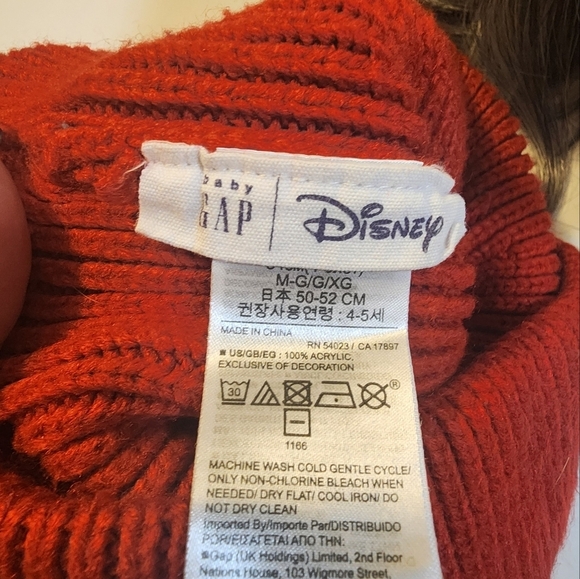 baby
GAP
Disney
M-G/G/XG
日本 50-52 CM
권장사용연령 : 4-5세
MADE IN CHINA
RN 54023 / CA 17897
■ US/GB/EG : 100% ACRYLIC.
EXCLUSIVE OF DECORATION
30
®
1166
MACHINE WASH COLD GENTLE CYCLE/
ONLY NON-CHLORINE BLEACH WHEN
NEEDED/ DRY FLAT/ COOL IRON/ DO
NOT DRY CLEAN
Imported By/Importe Par/DISTRIBUIDO
POR/ΕΙΣΑΓΕΤΑΙ ΑΠΟ ΤΗΝ:
■Gap (UK Holdings) Limited, 2nd Floor
Nations House, 103 Wigmore Street,